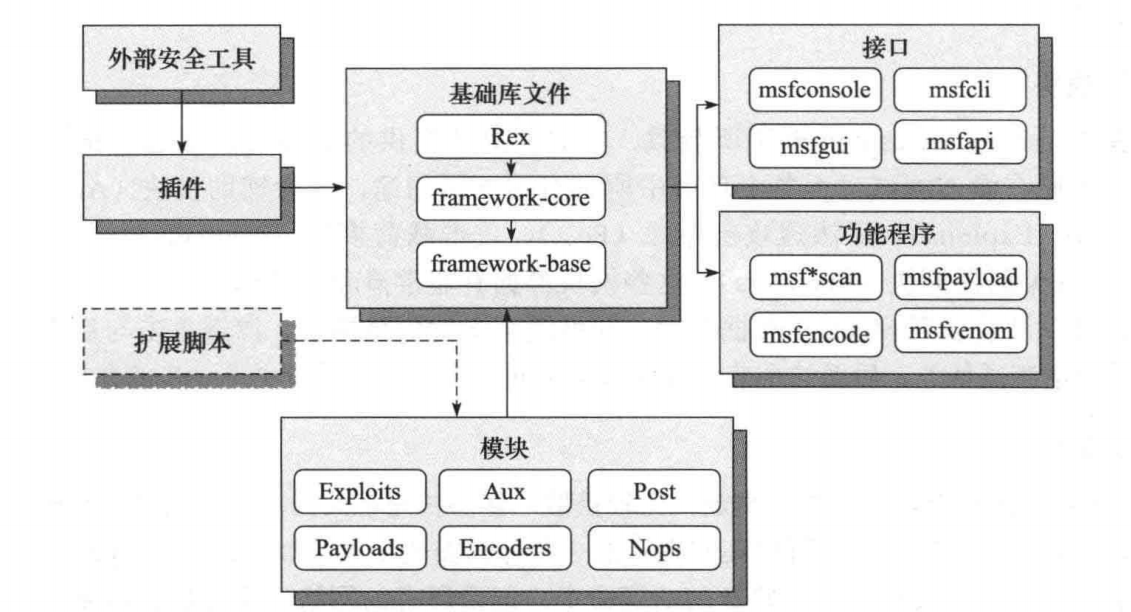 外部安全工具
插件
扩展脚本
基础库文件
Rex
framework-core
framework-base
接口
msfconsole
msfcli
msfgui
msfapi
功能程序
msf*scan
msfpayload
msfencode
msfvenom
模块
Exploits
Aux
Post
Payloads
Encoders
Nops